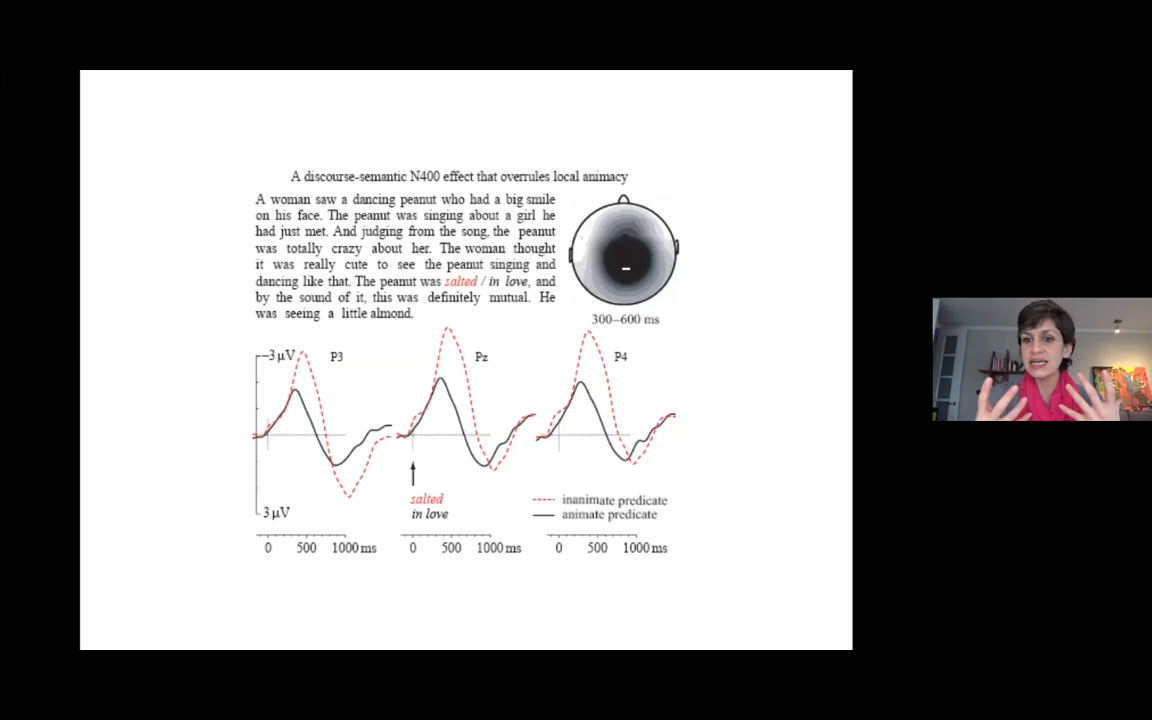 A discourse-semantic N400 effect that overrules local animacy
A woman saw a dancing peanut who had a big smile
on his face. The peanut was singing about a girl he
had just met. And judging from the song, the peanut
was totally crazy about her. The woman thought
it was really cute to see the peanut singing and
dancing like that. The peanut was salted / in love, and
by the sound of it, this was definitely mutual. He
was seeing a little almond.
300–600 ms
–3 µV
P3
Pz
P4
3 µV
salted
in love
inanimate predicate
animate predicate
0 500 1000 ms
0 500 1000 ms
0 500 1000 ms